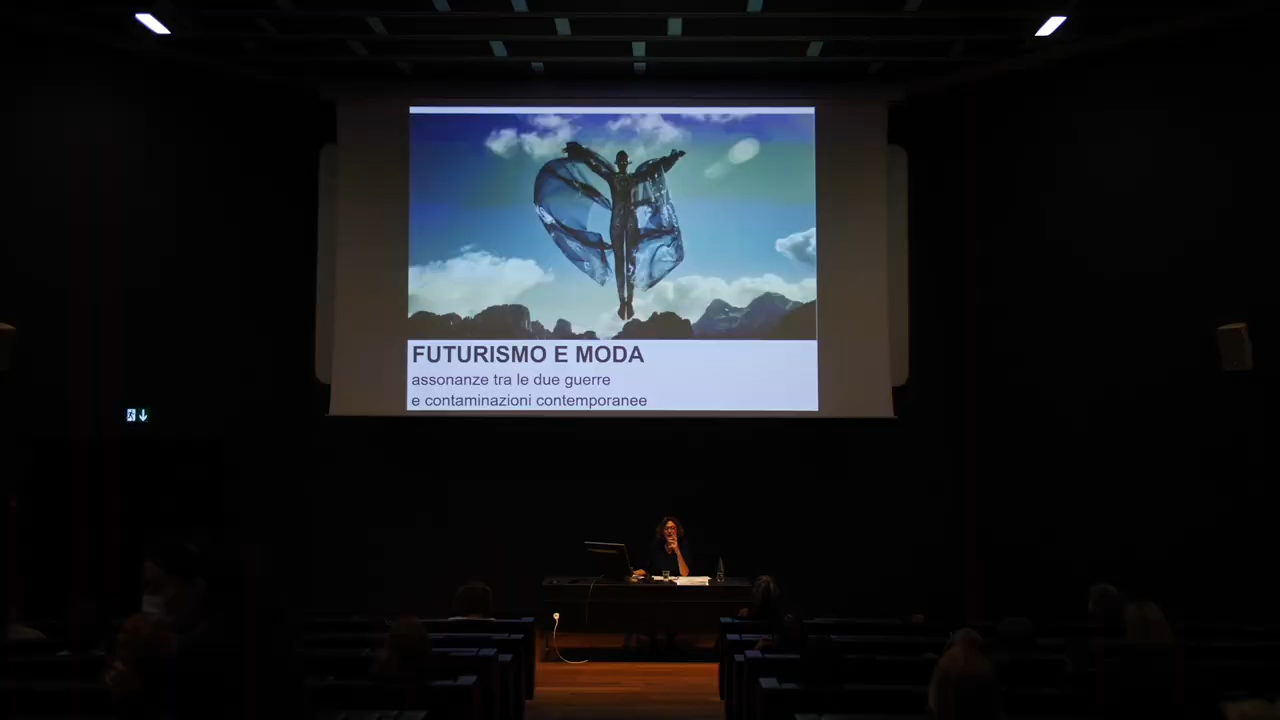 FUTURISMO E MODA
assonanze tra le due guerre
e contaminazioni contemporanee